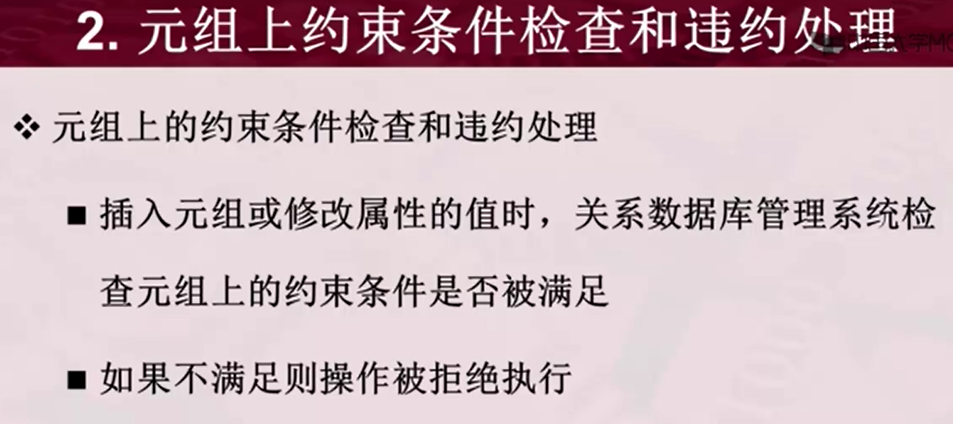 2. 元组上约束条件检查和违约处理
❖ 元组上的约束条件检查和违约处理
■ 插入元组或修改属性的值时，关系数据库管理系统检
查元组上的约束条件是否被满足
■ 如果不满足则操作被拒绝执行